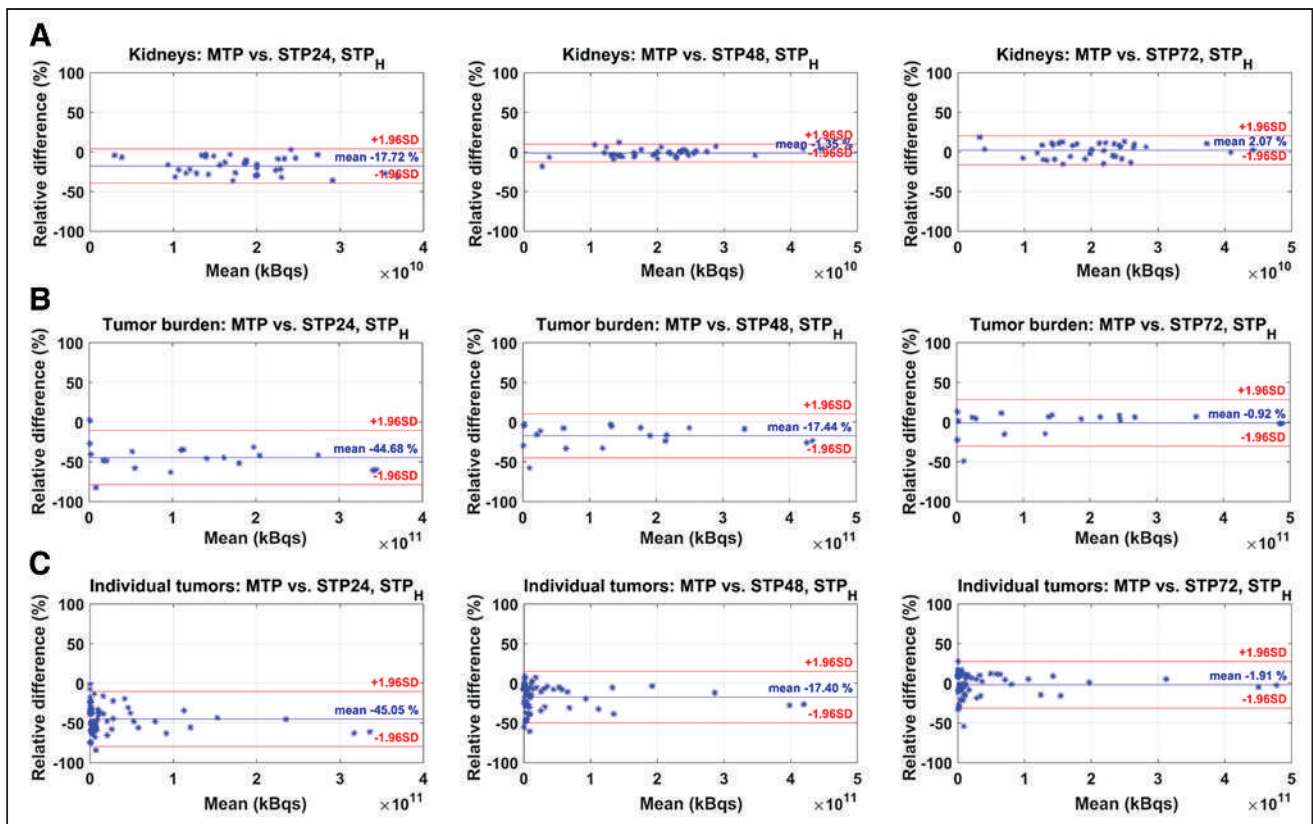 A
Kidneys: MTP vs. STP24, STP_H
Relative difference (%)
100
50
0
-50
-100
+1.96SD
mean -17.72 %
-1.96SD
0 1 2 3 4
Mean (kBqs)
×10^10
Kidneys: MTP vs. STP48, STP_H
Relative difference (%)
100
50
0
-50
-100
+1.96SD
mean -1.35 %
-1.96SD
0 1 2 3 4 5
Mean (kBqs)
×10^10
Kidneys: MTP vs. STP72, STP_H
Relative difference (%)
100
50
0
-50
-100
+1.96SD
mean 2.07 %
-1.96SD
0 1 2 3 4 5
Mean (kBqs)
×10^10
B
Tumor burden: MTP vs. STP24, STP_H
Relative difference (%)
100
50
0
-50
-100
+1.96SD
mean -44.68 %
-1.96SD
0 1 2 3 4
Mean (kBqs)
×10^11
Tumor burden: MTP vs. STP48, STP_H
Relative difference (%)
100
50
0
-50
-100
+1.96SD
mean -17.44 %
-1.96SD
0 1 2 3 4 5
Mean (kBqs)
×10^11
Tumor burden: MTP vs. STP72, STP_H
Relative difference (%)
100
50
0
-50
-100
+1.96SD
mean -0.92 %
-1.96SD
0 1 2 3 4 5
Mean (kBqs)
×10^11
C
Individual tumors: MTP vs. STP24, STP_H
Relative difference (%)
100
50
0
-50
-100
+1.96SD
mean -45.05 %
-1.96SD
0 1 2 3 4
Mean (kBqs)
×10^11
Individual tumors: MTP vs. STP48, STP_H
Relative difference (%)
100
50
0
-50
-100
+1.96SD
mean -17.40 %
-1.96SD
0 1 2 3 4 5
Mean (kBqs)
×10^11
Individual tumors: MTP vs. STP72, STP_H
Relative difference (%)
100
50
0
-50
-100
+1.96SD
mean -1.91 %
-1.96SD
0 1 2 3 4 5
Mean (kBqs)
×10^11